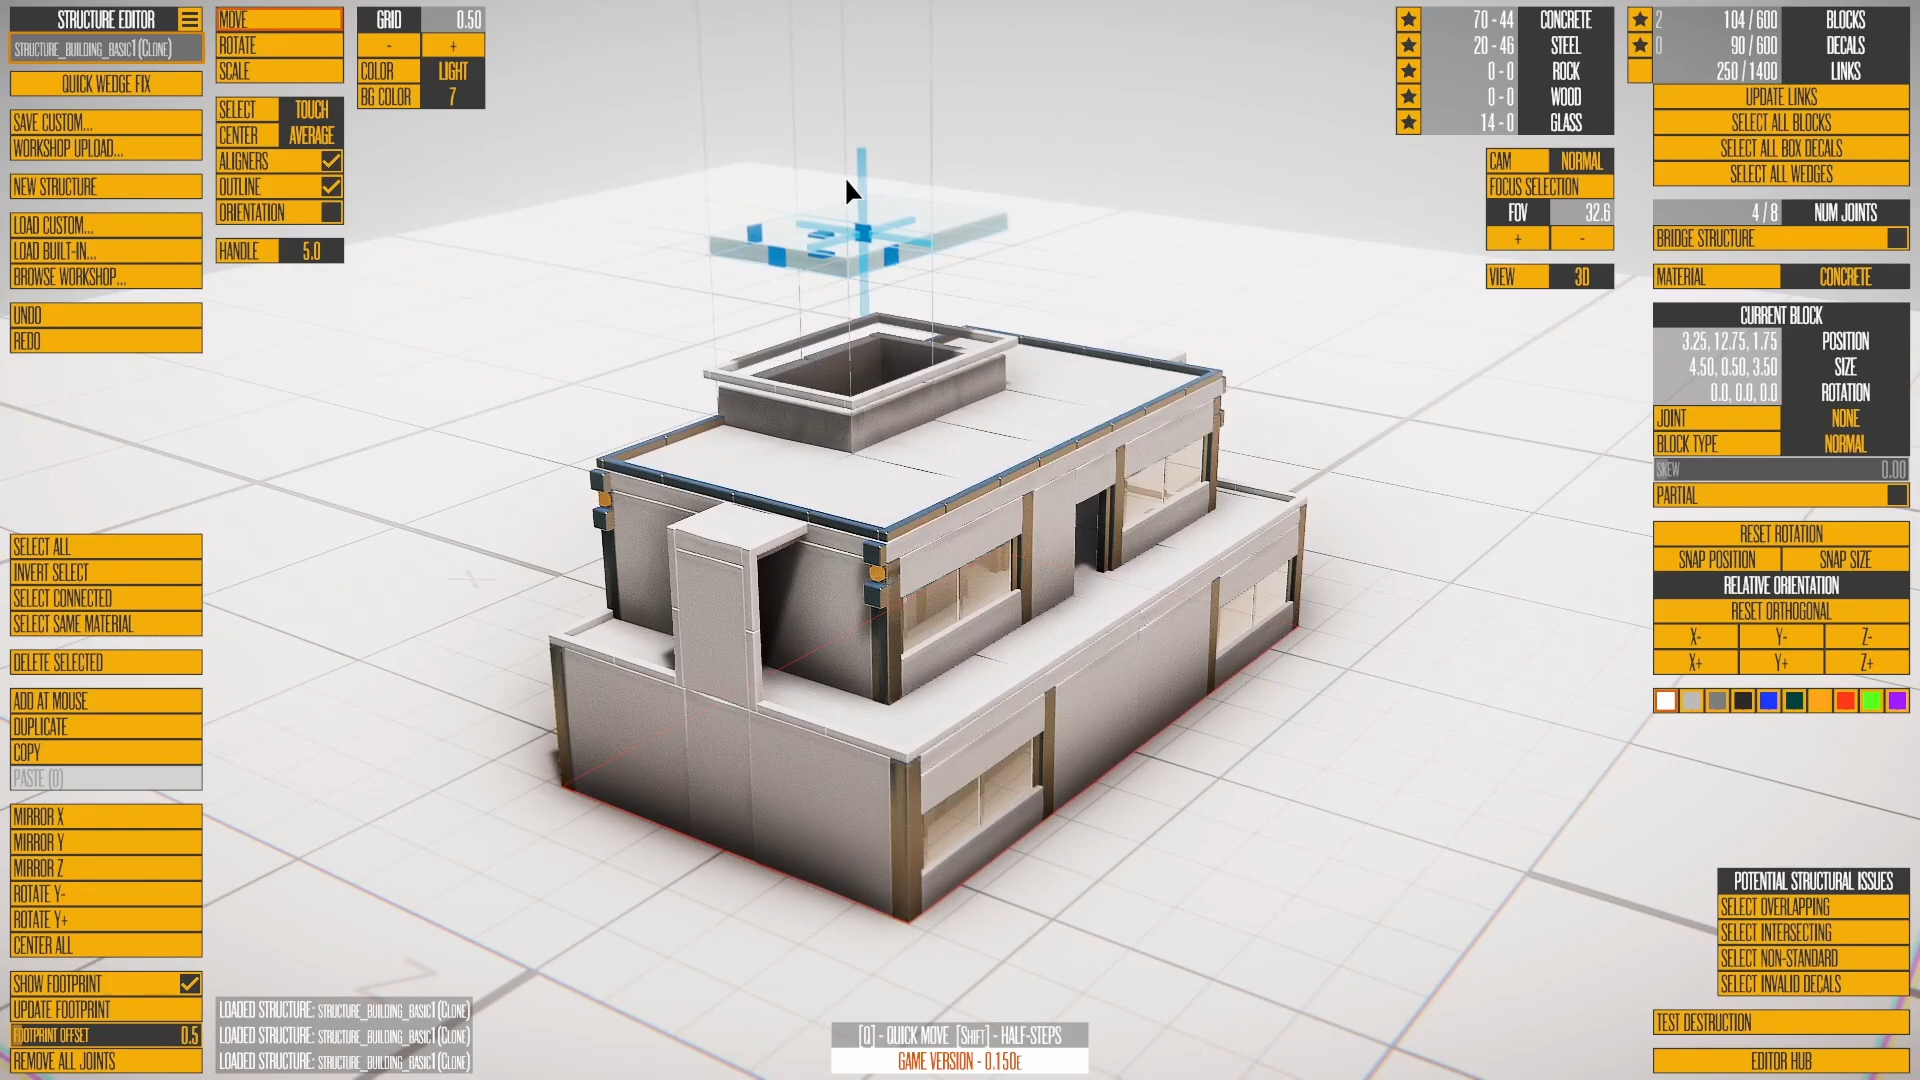 STRUCTURE EDITOR
STRUCTURE_BUILDING_BASIC1(CLONE)
QUICK WEDGE FIX
SAVE CUSTOM...
WORKSHOP UPLOAD...
NEW STRUCTURE
LOAD CUSTOM...
LOAD BUILT-IN...
BROWSE WORKSHOP...
UNDO
REDO
SELECT ALL
INVERT SELECT
SELECT CONNECTED
SELECT SAME MATERIAL
DELETE SELECTED
ADD AT MOUSE
DUPLICATE
COPY
PASTE (0)
MIRROR X
MIRROR Y
MIRROR Z
ROTATE Y-
ROTATE Y+
CENTER ALL
SHOW FOOTPRINT
UPDATE FOOTPRINT
FOOTPRINT OFFSET 0.5
REMOVE ALL JOINTS
MOVE
ROTATE
SCALE
SELECT TOUCH
CENTER AVERAGE
ALIGNERS
OUTLINE
ORIENTATION
HANDLE 5.0
GRID 0.50
- +
COLOR LIGHT
BG COLOR 7
LOADED STRUCTURE: STRUCTURE_BUILDING_BASIC1(CLONE)
LOADED STRUCTURE: STRUCTURE_BUILDING_BASIC1(CLONE)
LOADED STRUCTURE: STRUCTURE_BUILDING_BASIC1(CLONE)
[Q] - QUICK MOVE [SHIFT] - HALF-STEPS
GAME VERSION - 0.150E
70 - 44 CONCRETE
20 - 46 STEEL
0 - 0 ROCK
0 - 0 WOOD
14 - 0 GLASS
CAM NORMAL
FOCUS SELECTION
FOV 32.6
+ -
VIEW 3D
2 104 / 600 BLOCKS
0 90 / 600 DECALS
250 / 1400 LINKS
UPDATE LINKS
SELECT ALL BLOCKS
SELECT ALL BOX DECALS
SELECT ALL WEDGES
4 / 8 NUM JOINTS
BRIDGE STRUCTURE
MATERIAL CONCRETE
CURRENT BLOCK
3.25, 12.75, 1.75 POSITION
4.50, 0.50, 3.50 SIZE
0.0, 0.0, 0.0 ROTATION
JOINT NONE
BLOCK TYPE NORMAL
SKEW 0.00
PARTIAL
RESET ROTATION
SNAP POSITION SNAP SIZE
RELATIVE ORIENTATION
RESET ORTHOGONAL
X- Y- Z-
X+ Y+ Z+
POTENTIAL STRUCTURAL ISSUES
SELECT OVERLAPPING
SELECT INTERSECTING
SELECT NON-STANDARD
SELECT INVALID DECALS
TEST DESTRUCTION
EDITOR HUB
X
Z